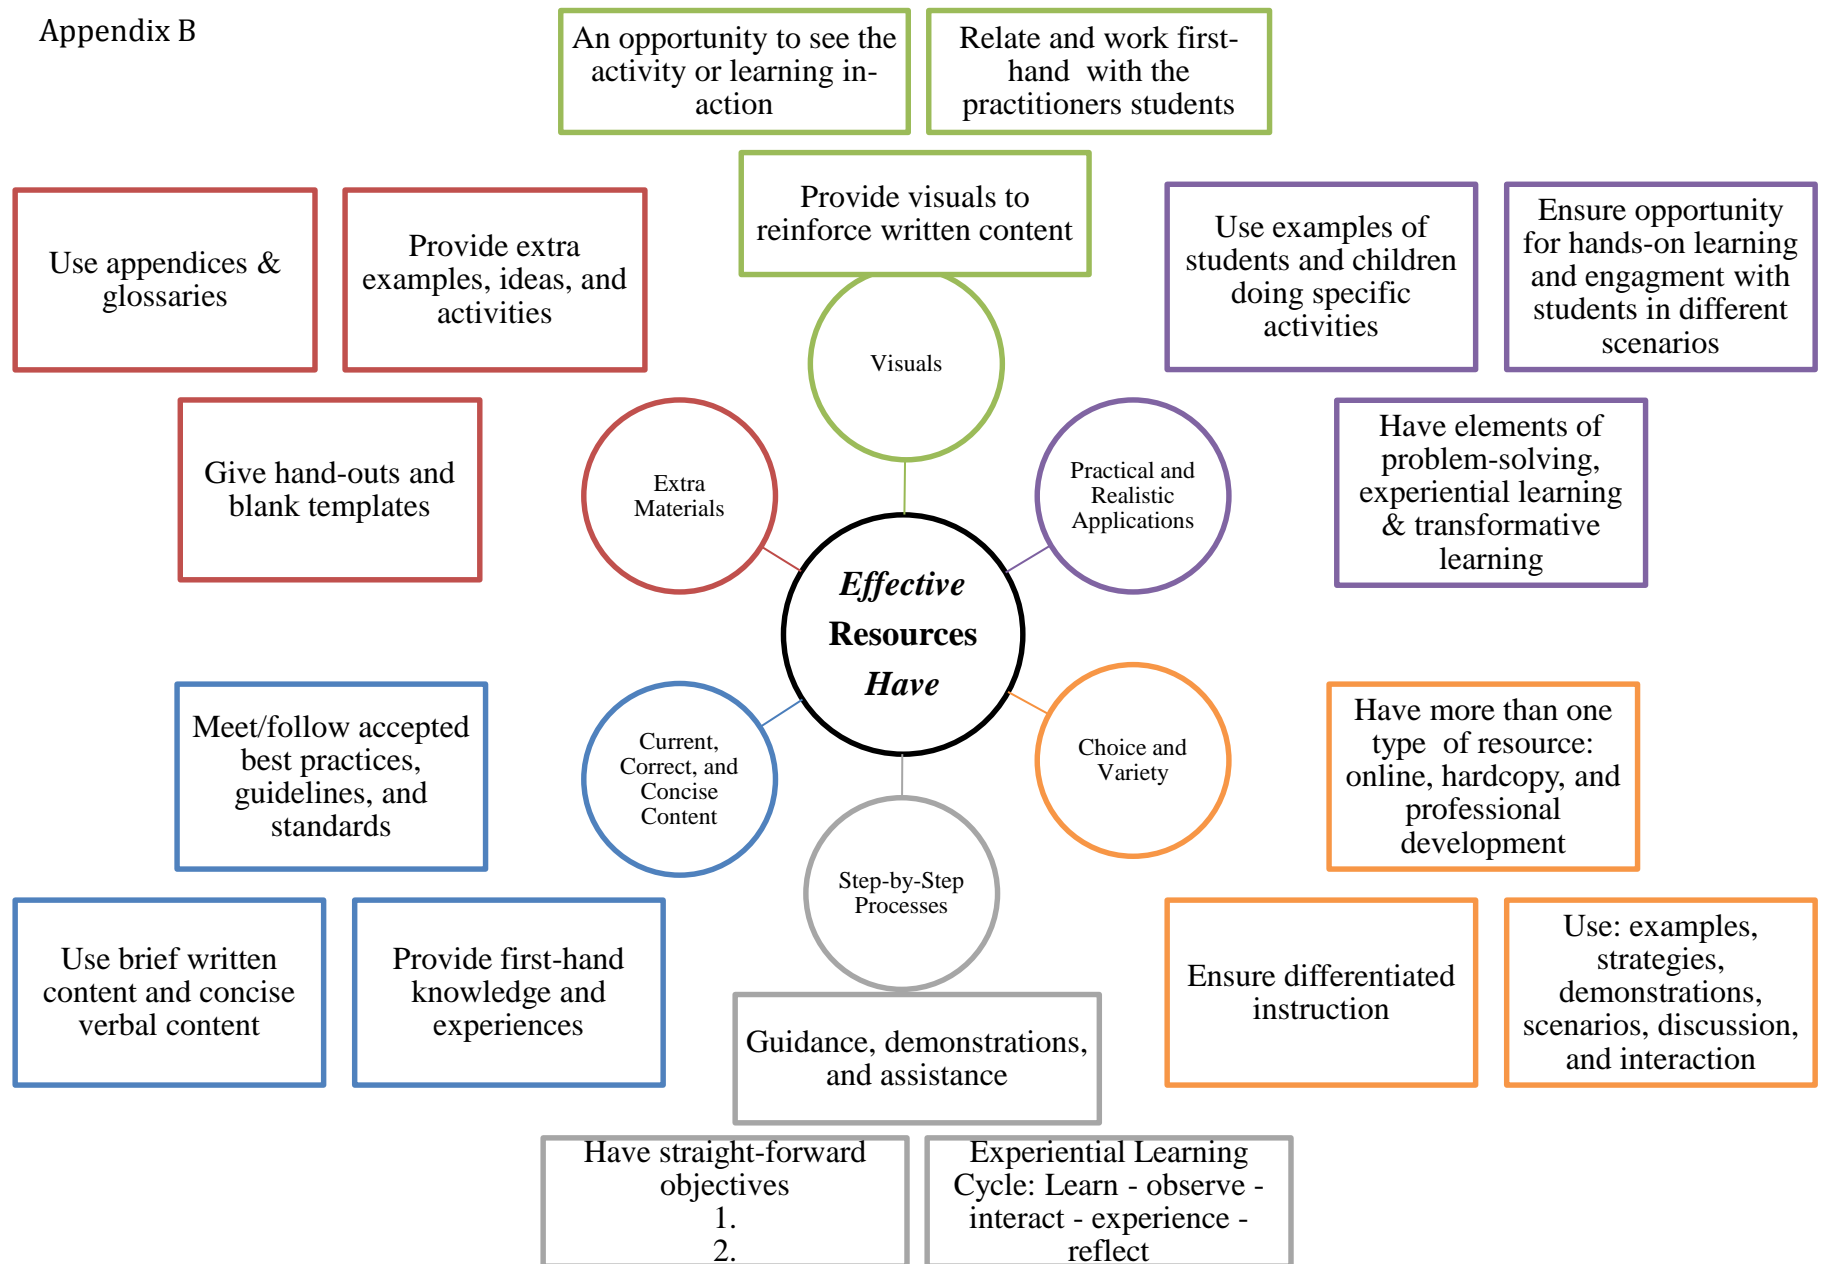 Appendix B
An opportunity to see the
activity or learning in-
action
Relate and work first-
hand  with the
practitioners students
Provide visuals to
reinforce written content
Visuals
Use appendices &
glossaries
Provide extra
examples, ideas, and
activities
Give hand-outs and
blank templates
Extra
Materials
Use examples of
students and children
doing specific
activities
Ensure opportunity
for hands-on learning
and engagment with
students in different
scenarios
Have elements of
problem-solving,
experiential learning
& transformative
learning
Practical and
Realistic
Applications
Effective
Resources
Have
Meet/follow accepted
best practices,
guidelines, and
standards
Current,
Correct, and
Concise
Content
Use brief written
content and concise
verbal content
Provide first-hand
knowledge and
experiences
Choice and
Variety
Have more than one
type  of resource:
online, hardcopy, and
professional
development
Ensure differentiated
instruction
Use: examples,
strategies,
demonstrations,
scenarios, discussion,
and interaction
Step-by-Step
Processes
Guidance, demonstrations,
and assistance
Have straight-forward
objectives
1.
2.
Experiential Learning
Cycle: Learn - observe -
interact - experience -
reflect